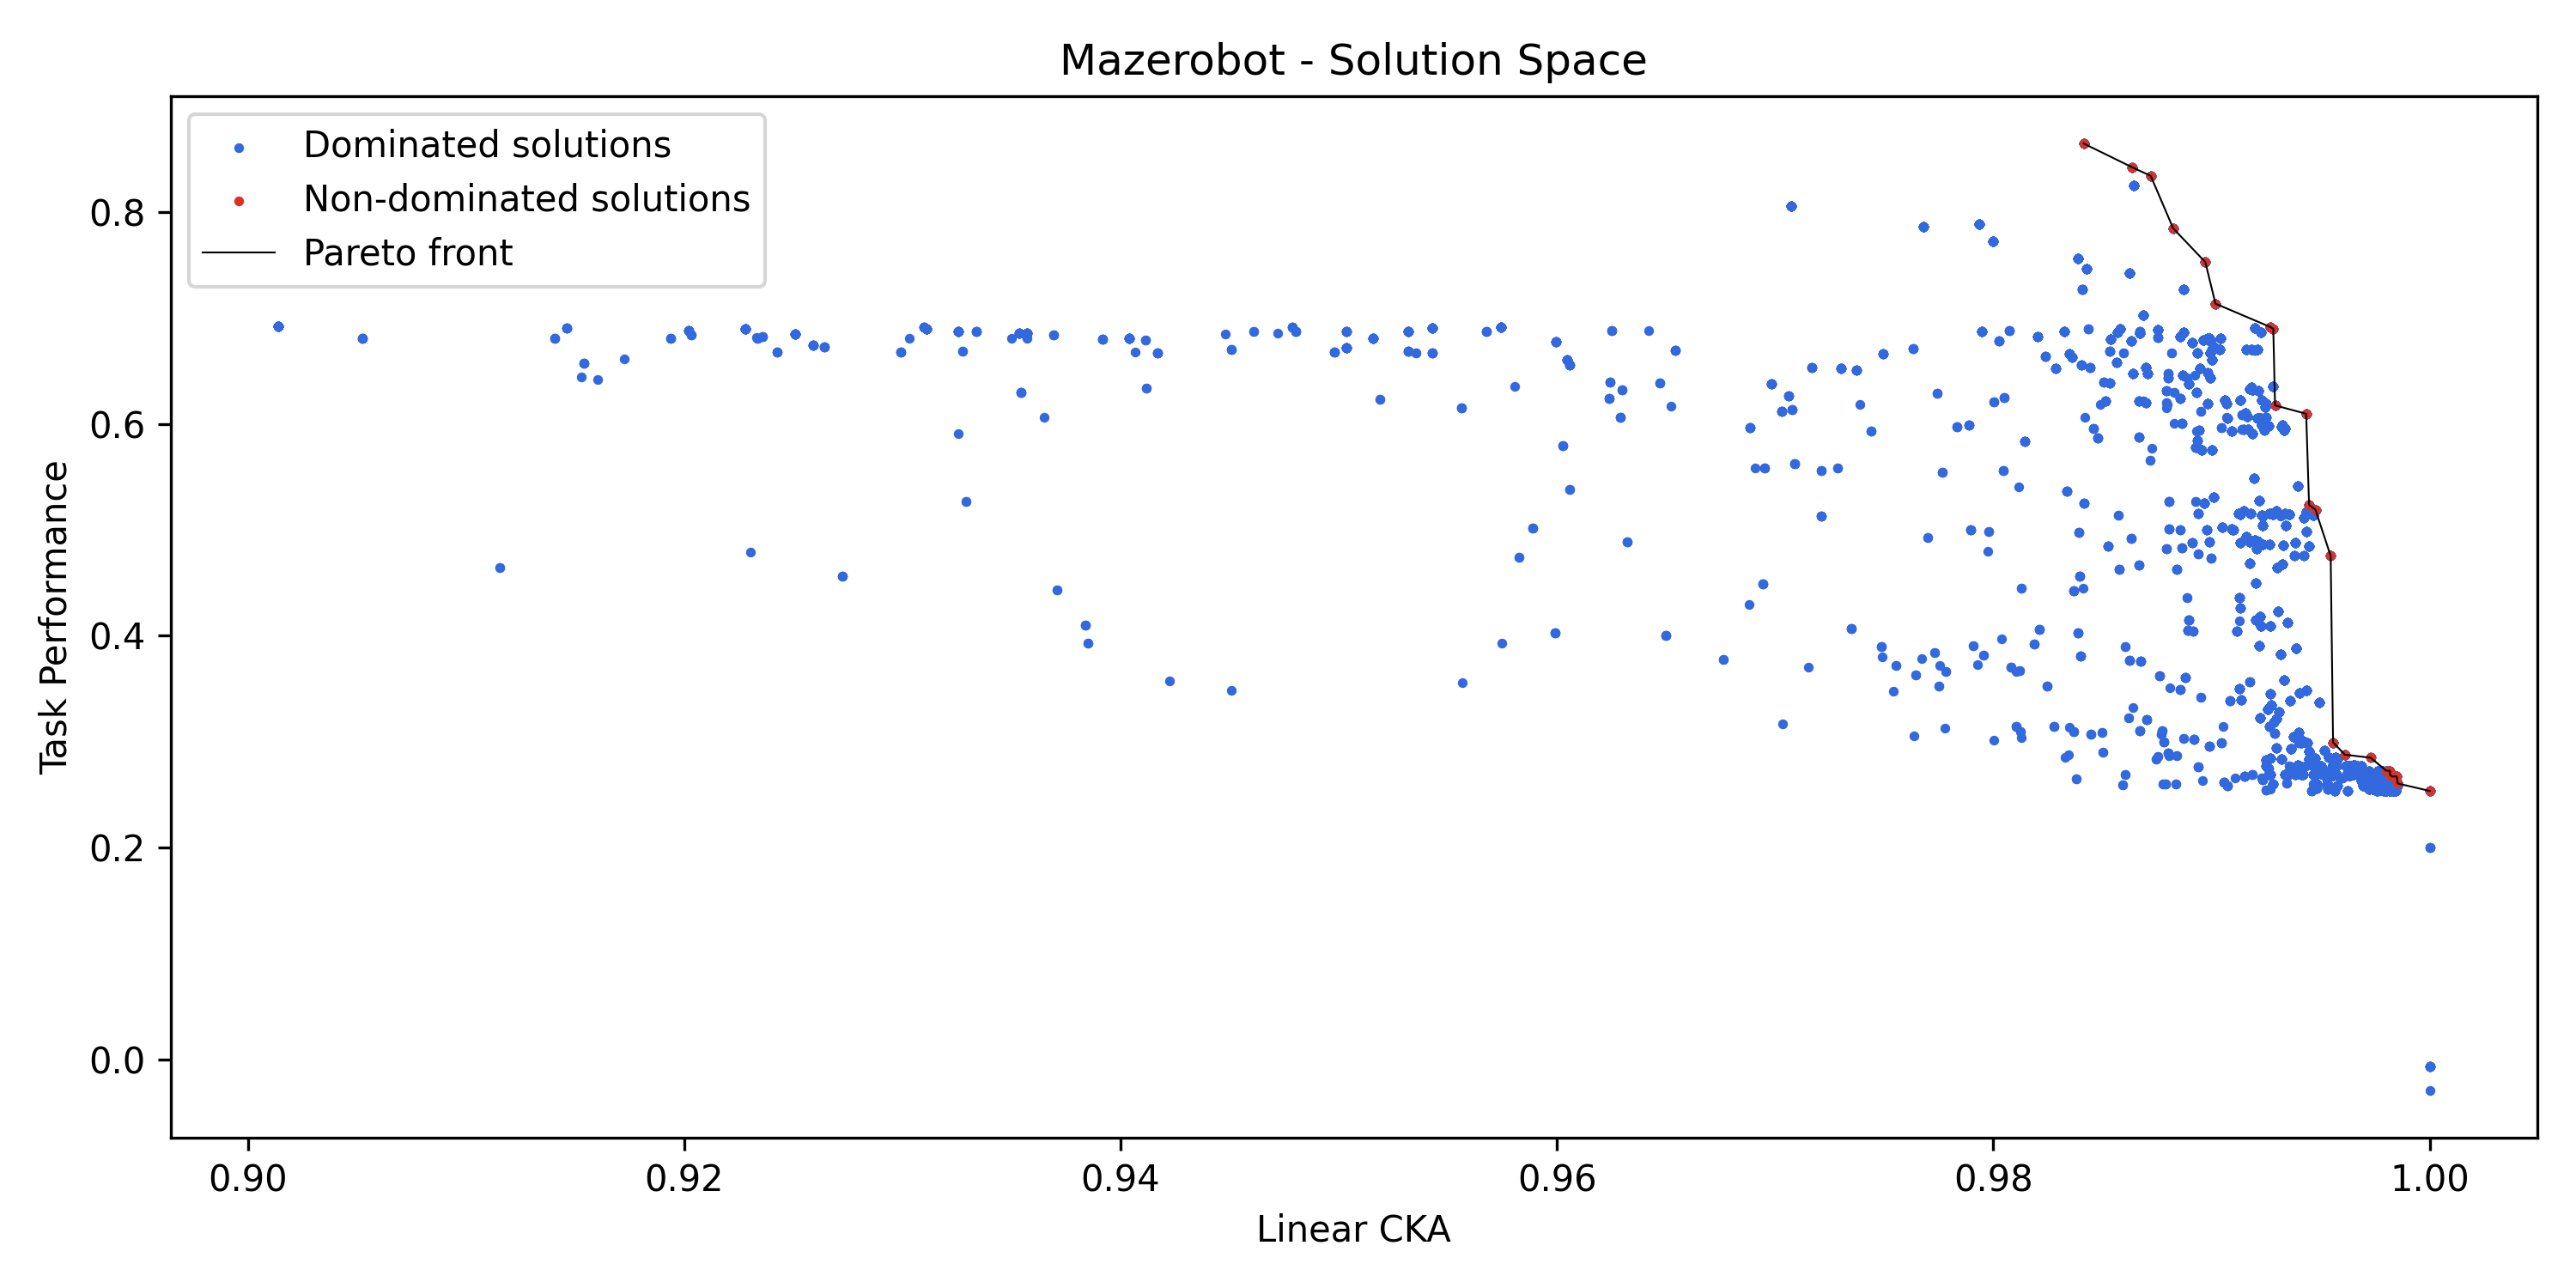 Mazerobot - Solution Space
Dominated solutions
Non-dominated solutions
Pareto front
Task Performance
0.8
0.6
0.4
0.2
0.0
0.90 0.92 0.94 0.96 0.98 1.00
Linear CKA